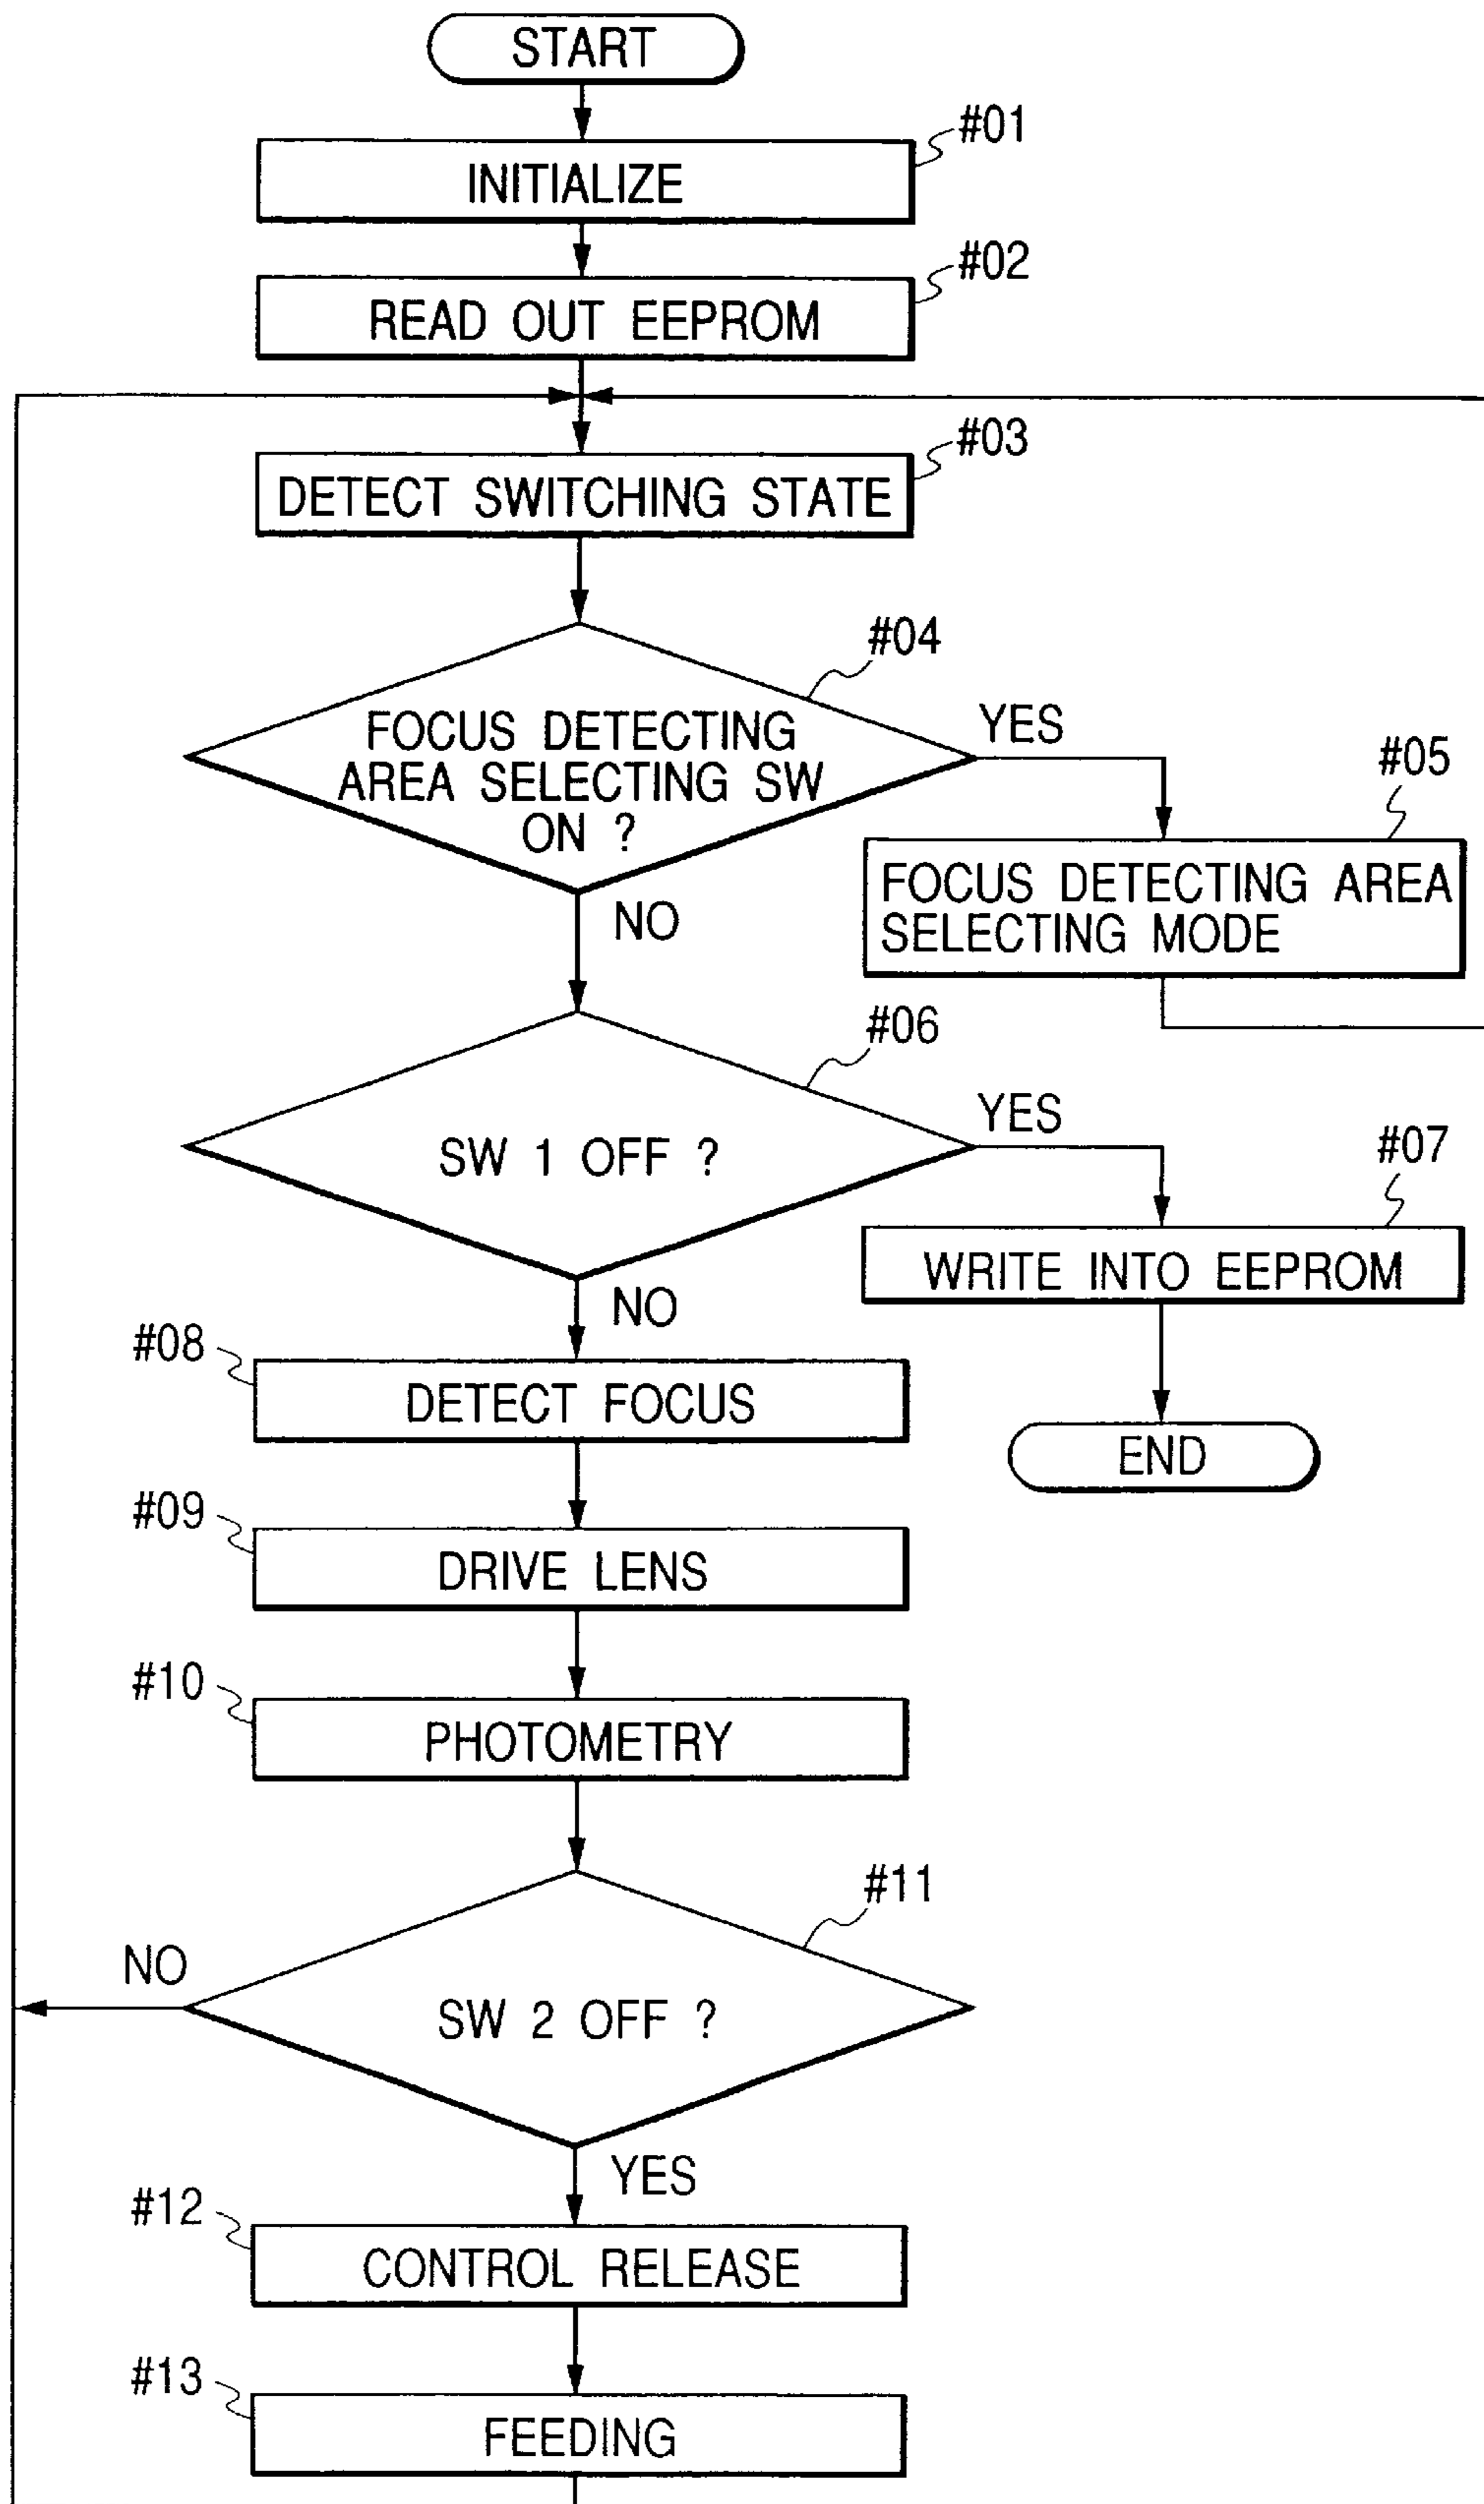 START
#01
INITIALIZE
#02
READ OUT EEPROM
#03
DETECT SWITCHING STATE
#04
FOCUS DETECTING
AREA SELECTING SW
ON ?
YES
#05
FOCUS DETECTING AREA
SELECTING MODE
NO
#06
SW 1 OFF ?
YES
#07
WRITE INTO EEPROM
END
NO
#08
DETECT FOCUS
#09
DRIVE LENS
#10
PHOTOMETRY
#11
SW 2 OFF ?
NO
YES
#12
CONTROL RELEASE
#13
FEEDING